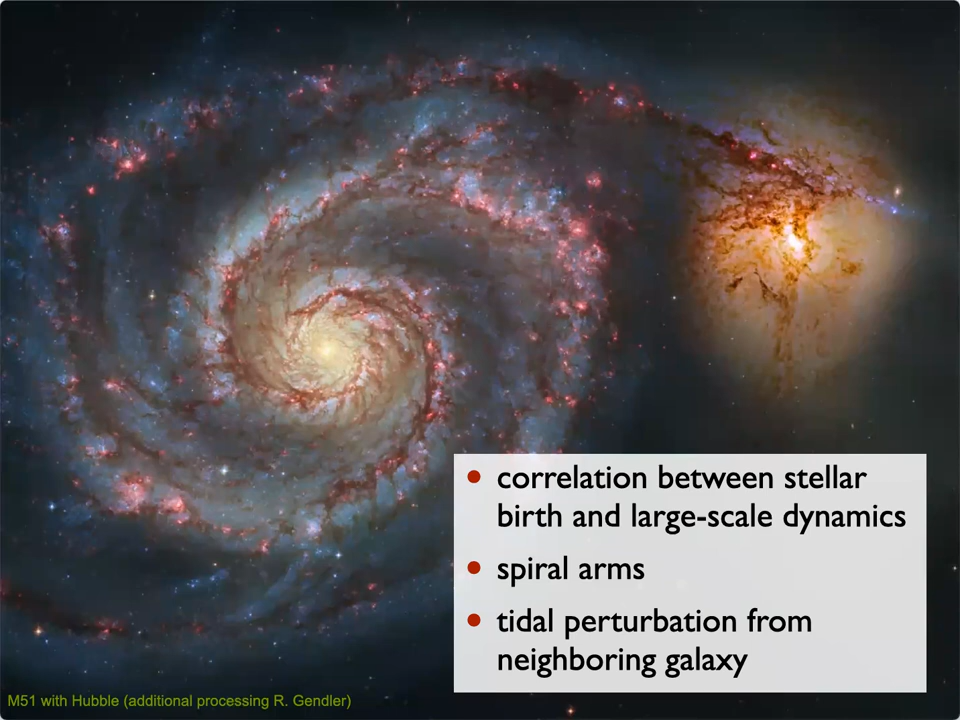 • correlation between stellar
birth and large-scale dynamics
• spiral arms
• tidal perturbation from
neighboring galaxy
M51 with Hubble (additional processing R. Gendler)